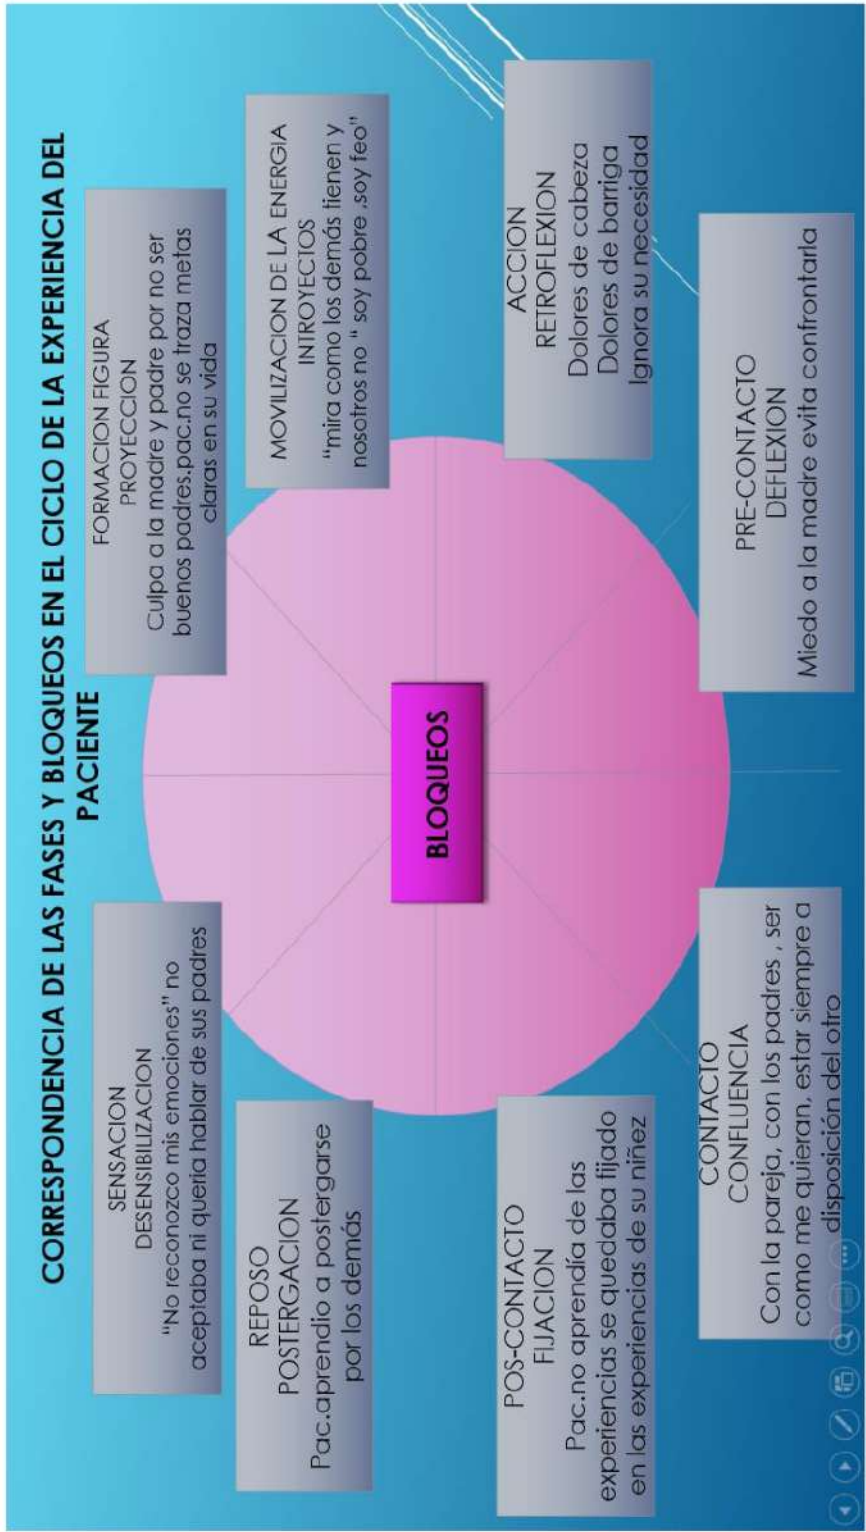 CORRESPONDENCIA DE LAS FASES Y BLOQUEOS EN EL CICLO DE LA EXPERIENCIA DEL
PACIENTE
SENSACION
DESENSIBILIZACION
"No reconozco mis emociones" no
aceptaba ni quería hablar de sus padres
FORMACION FIGURA
PROYECCION
Culpa a la madre y padre por no ser
buenos padres.pac.no se traza metas
claras en su vida
MOVILIZACION DE LA ENERGIA
INTROYECTOS
"mira como los demás tienen y
nosotros no " soy pobre ,soy feo"
ACCION
RETROFLEXION
Dolores de cabeza
Dolores de barriga
Ignora su necesidad
PRE-CONTACTO
DEFLEXION
Miedo a la madre evita confrontarla
CONTACTO
CONFLUENCIA
Con la pareja, con los padres , ser
como me quieran, estar siempre a
disposición del otro
POS-CONTACTO
FIJACION
Pac.no aprendía de las
experiencias se quedaba fijado
en las experiencias de su niñez
REPOSO
POSTERGACION
Pac.aprendio a postergarse
por los demás
BLOQUEOS